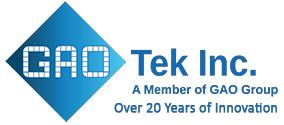 GAO Tek Inc.
A Member of GAO Group
Over 20 Years of Innovation